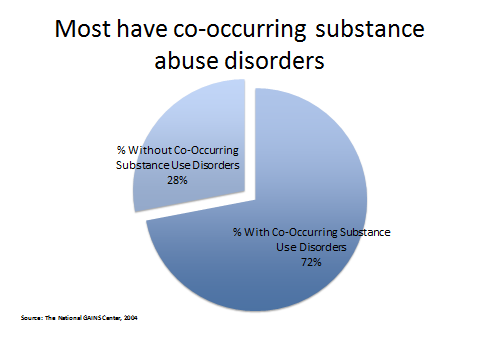 Most have co-occurring substance
abuse disorders
% Without Co-Occurring
Substance Use Disorders
28%
% With Co-Occurring Substance
Use Disorders
72%
Source: The National GAINS Center, 2004